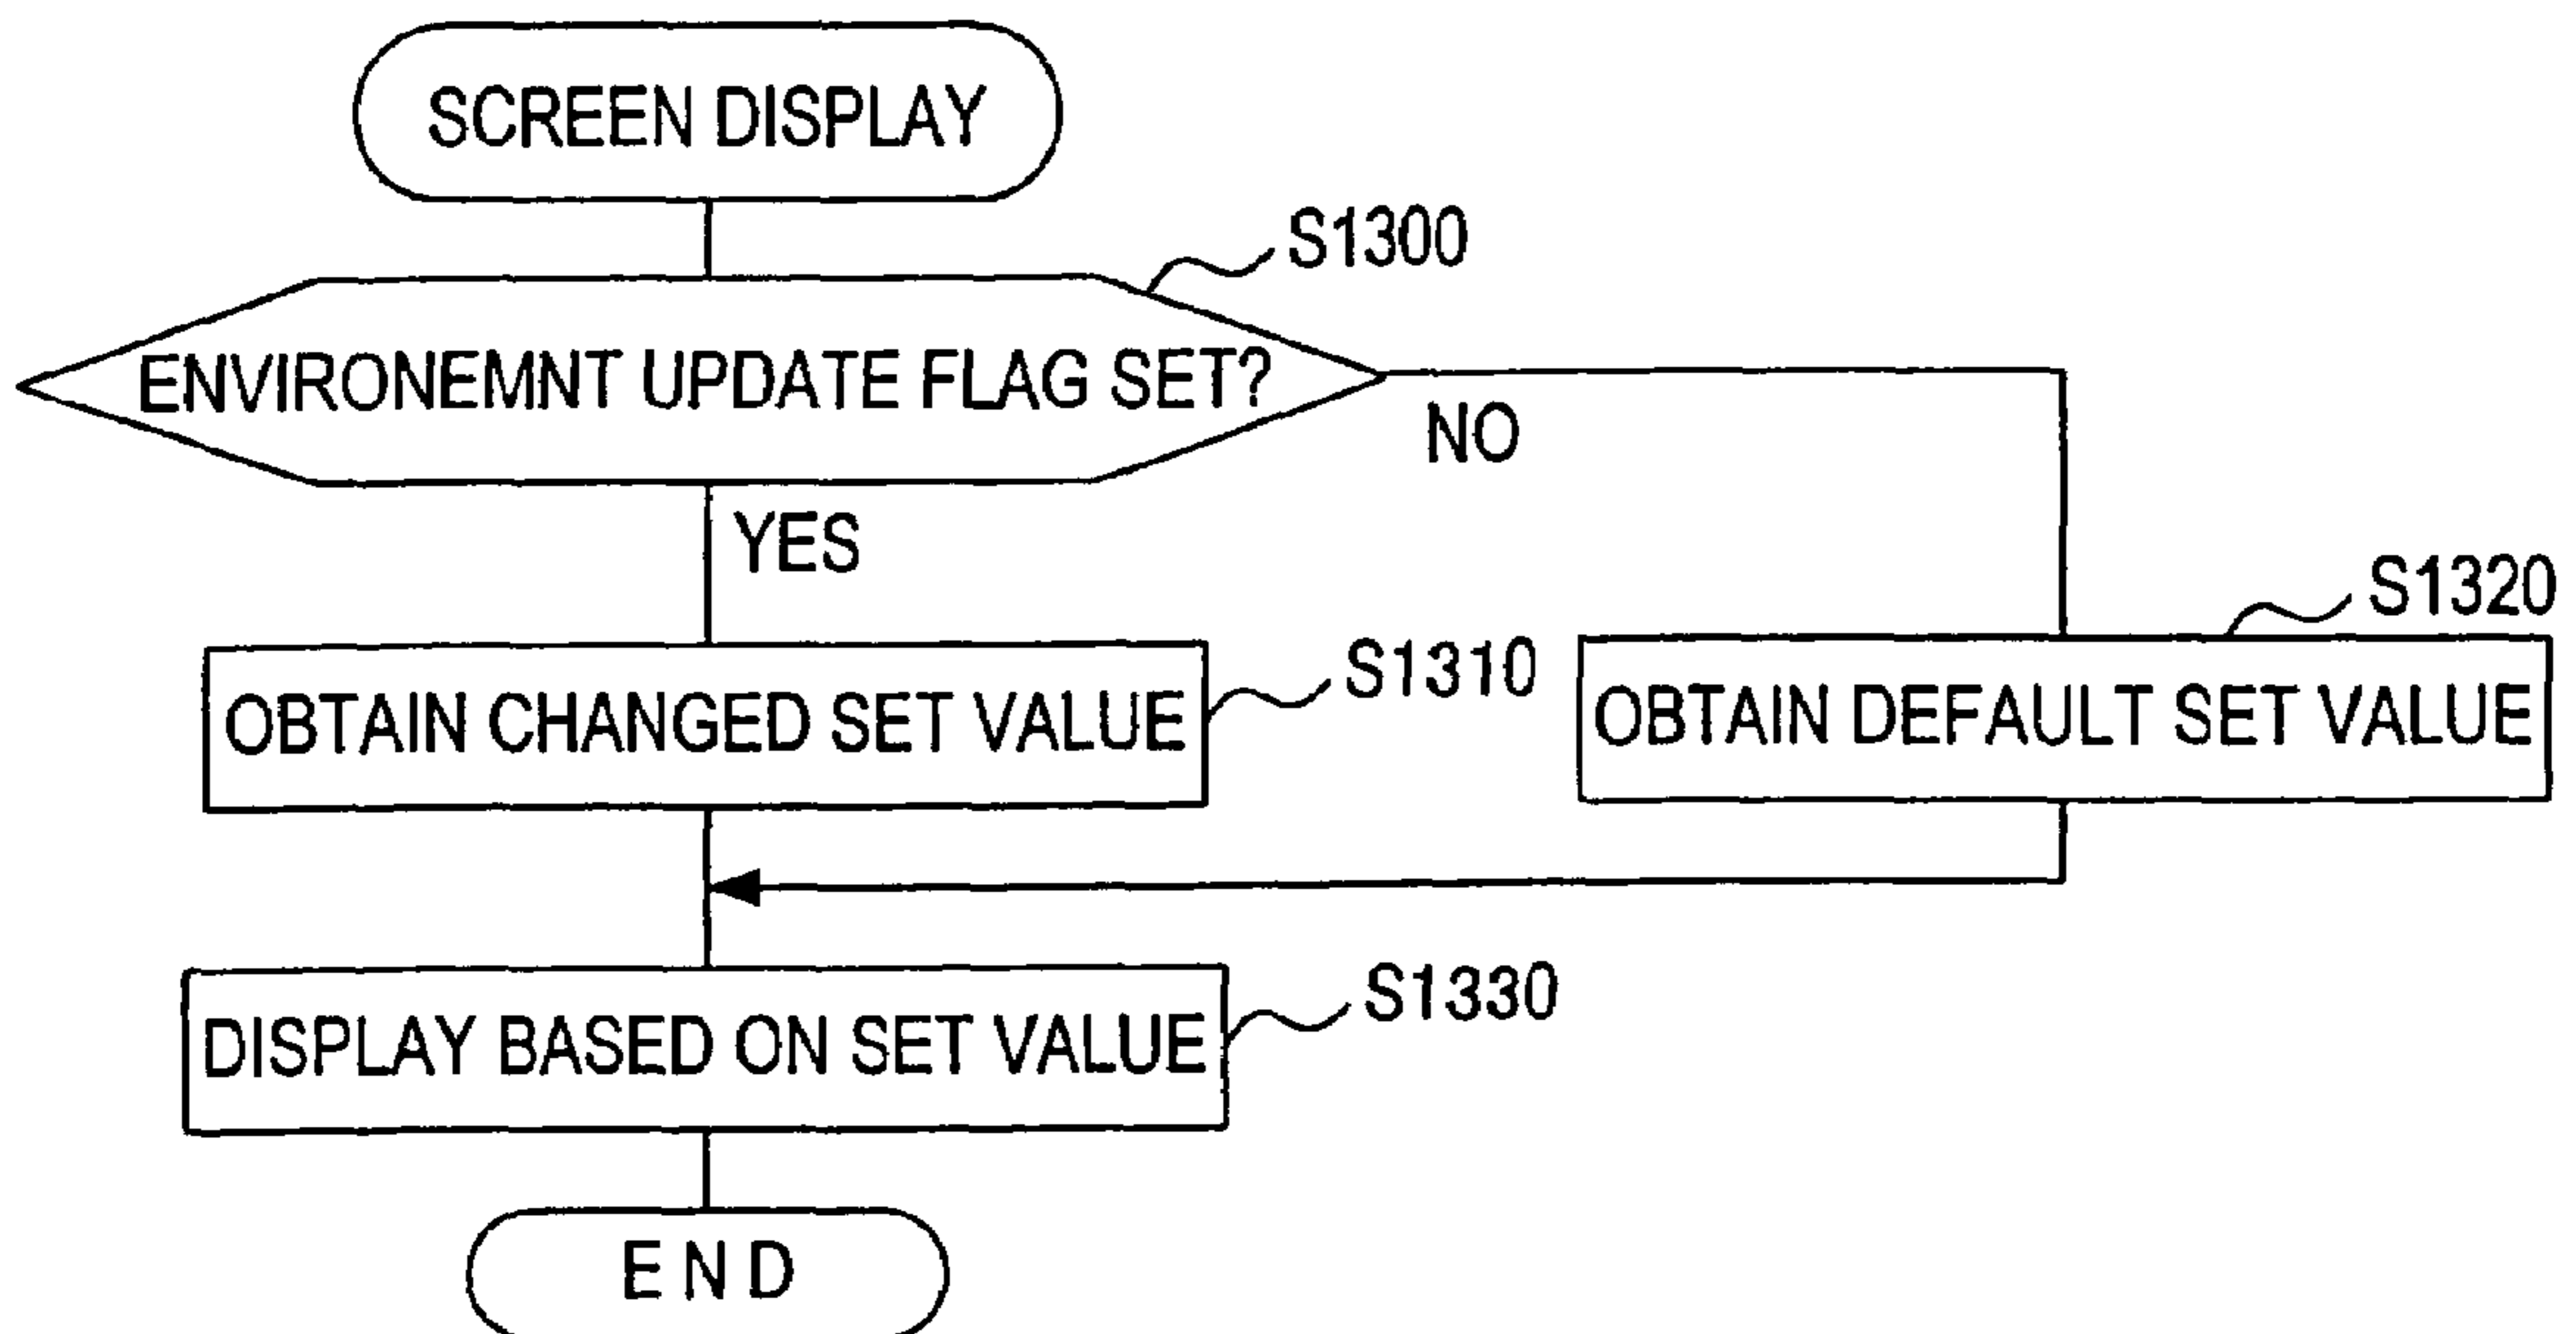 SCREEN DISPLAY
S1300
ENVIRONEMNT UPDATE FLAG SET?
NO
YES
S1320
S1310
OBTAIN CHANGED SET VALUE
OBTAIN DEFAULT SET VALUE
S1330
DISPLAY BASED ON SET VALUE
END